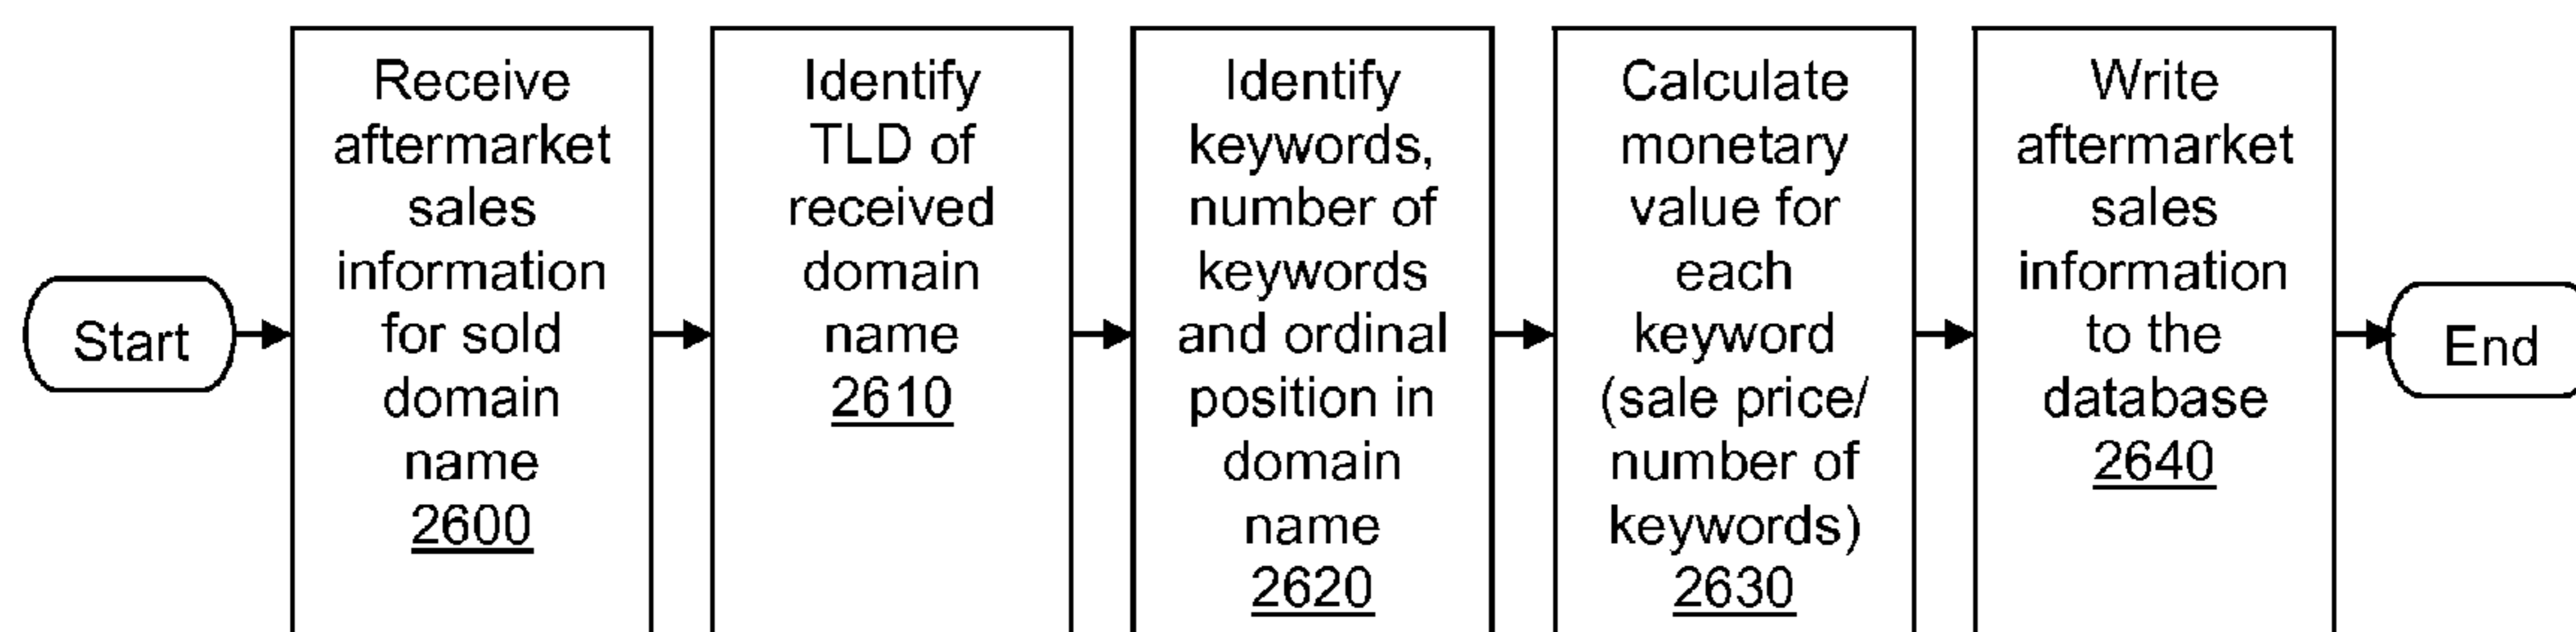 Start
Receive
aftermarket
sales
information
for sold
domain
name
2600
Identify
TLD of
received
domain
name
2610
Identify
keywords,
number of
keywords
and ordinal
position in
domain
name
2620
Calculate
monetary
value for
each
keyword
(sale price/
number of
keywords)
2630
Write
aftermarket
sales
information
to the
database
2640
End